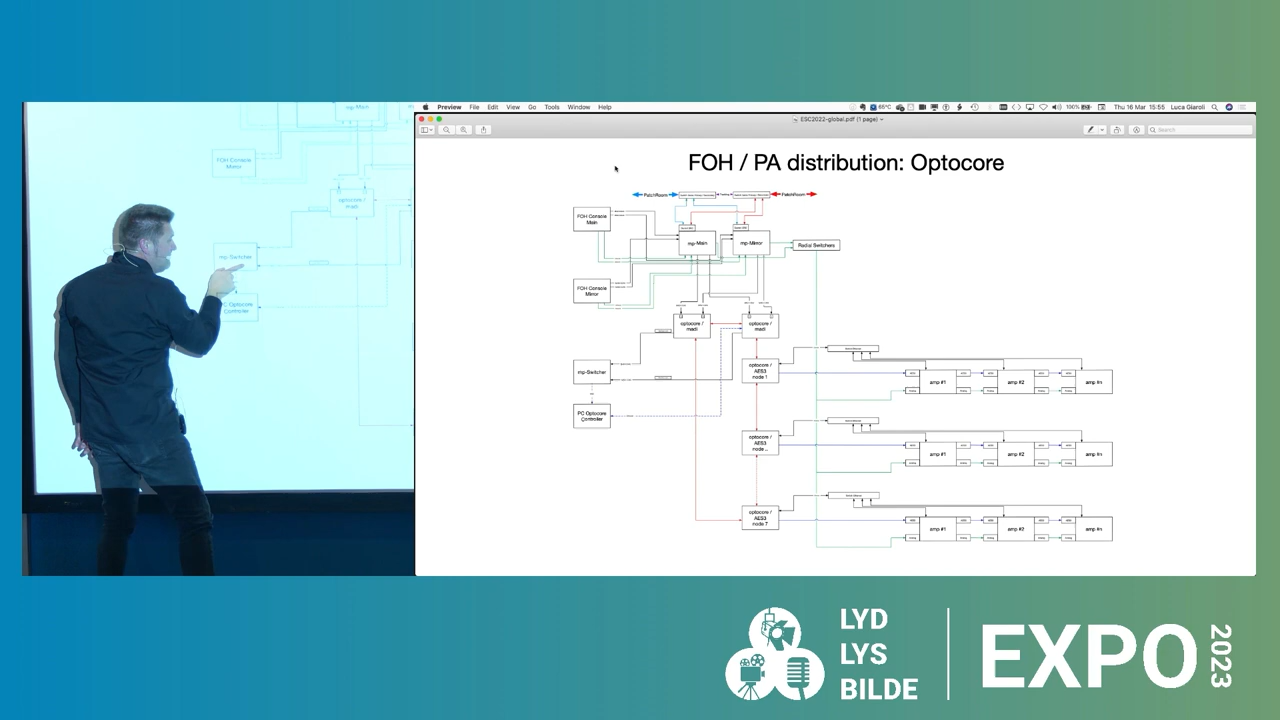 Preview File Edit View Go Tools Window Help
65°C
100%
Thu 16 Mar 15:55 Luca Giaroli
ESC2022-global.pdf (1 page)
Search
FOH / PA distribution: Optocore
PatchRoom
PatchRoom
FOH Console
Main
mp-Main
mp-Mirror
Radial Switchers
FOH Console
Mirror
optocore /
madi
optocore /
madi
mp-Switcher
optocore /
AES3
node 1
amp #1
amp #2
amp #n
PC Optocore
Controller
optocore /
AES3
node ..
amp #1
amp #2
amp #n
optocore /
AES3
node 7
amp #1
amp #2
amp #n
mp-Main
FOH Console
Mirror
optocore /
madi
mp-Switcher
PC Optocore
Controller
LYD
LYS
BILDE
EXPO
2023